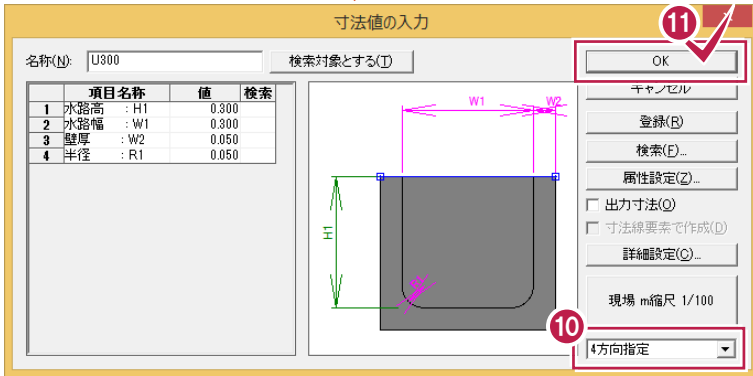 寸法値の入力
11
名称(N): U300 検索対象とする(T) OK
キャンセル
項目名称 値 検索
1 水路高 : H1 0.300
2 水路幅 : W1 0.300
3 壁厚 : W2 0.050
4 半径 : R1 0.050
W1 W2
H1
R1
登録(R)
検索(F)...
属性設定(Z)...
出力寸法(O)
寸法線要素で作成(D)
詳細設定(C)...
現場 m縮尺 1/100
10
4方向指定